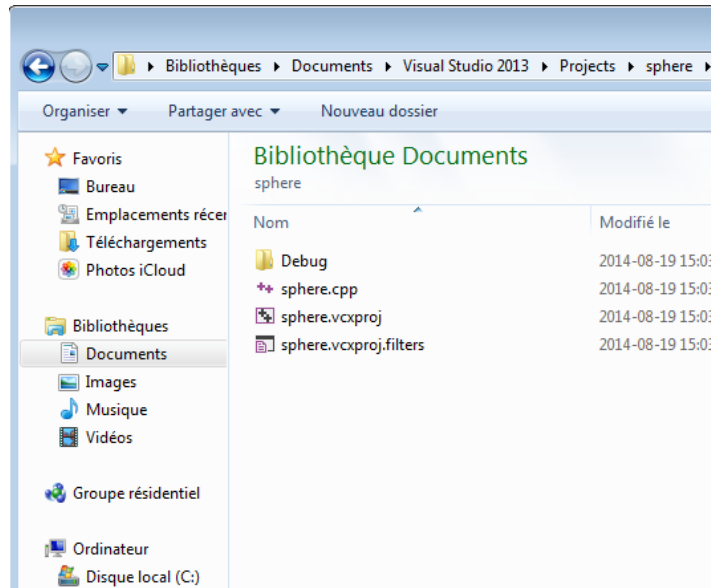 Bibliothèques Documents Visual Studio 2013 Projects sphere
Organiser Partager avec Nouveau dossier
Favoris
Bureau
Emplacements récer
Téléchargements
Photos iCloud
Bibliothèques
Documents
Images
Musique
Vidéos
Groupe résidentiel
Ordinateur
Disque local (C:)
Bibliothèque Documents
sphere
Nom Modifié le
Debug 2014-08-19 15:03
sphere.cpp 2014-08-19 15:03
sphere.vcxproj 2014-08-19 15:03
sphere.vcxproj.filters 2014-08-19 15:03